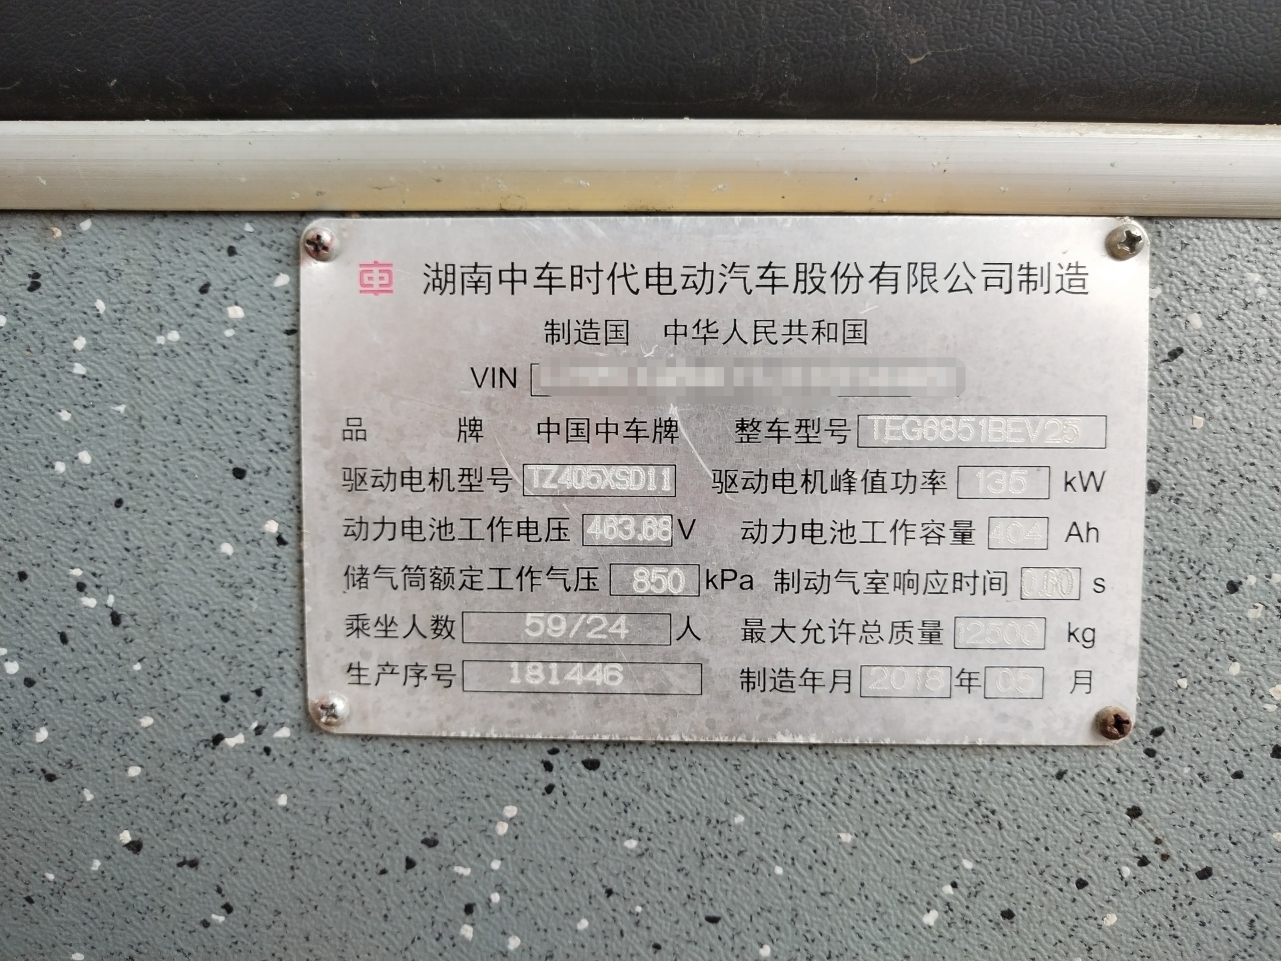 湖南中车时代电动汽车股份有限公司制造
制造国 中华人民共和国
VIN
品 牌 中国中车牌 整车型号 TEG6851BEV25
驱动电机型号 TZ405XSD11 驱动电机峰值功率 135 kW
动力电池工作电压 463.68 V 动力电池工作容量 404 Ah
储气筒额定工作气压 850 kPa 制动气室响应时间 s
乘坐人数 59/24 人 最大允许总质量 12500 kg
生产序号 181446 制造年月 2018 年 05 月